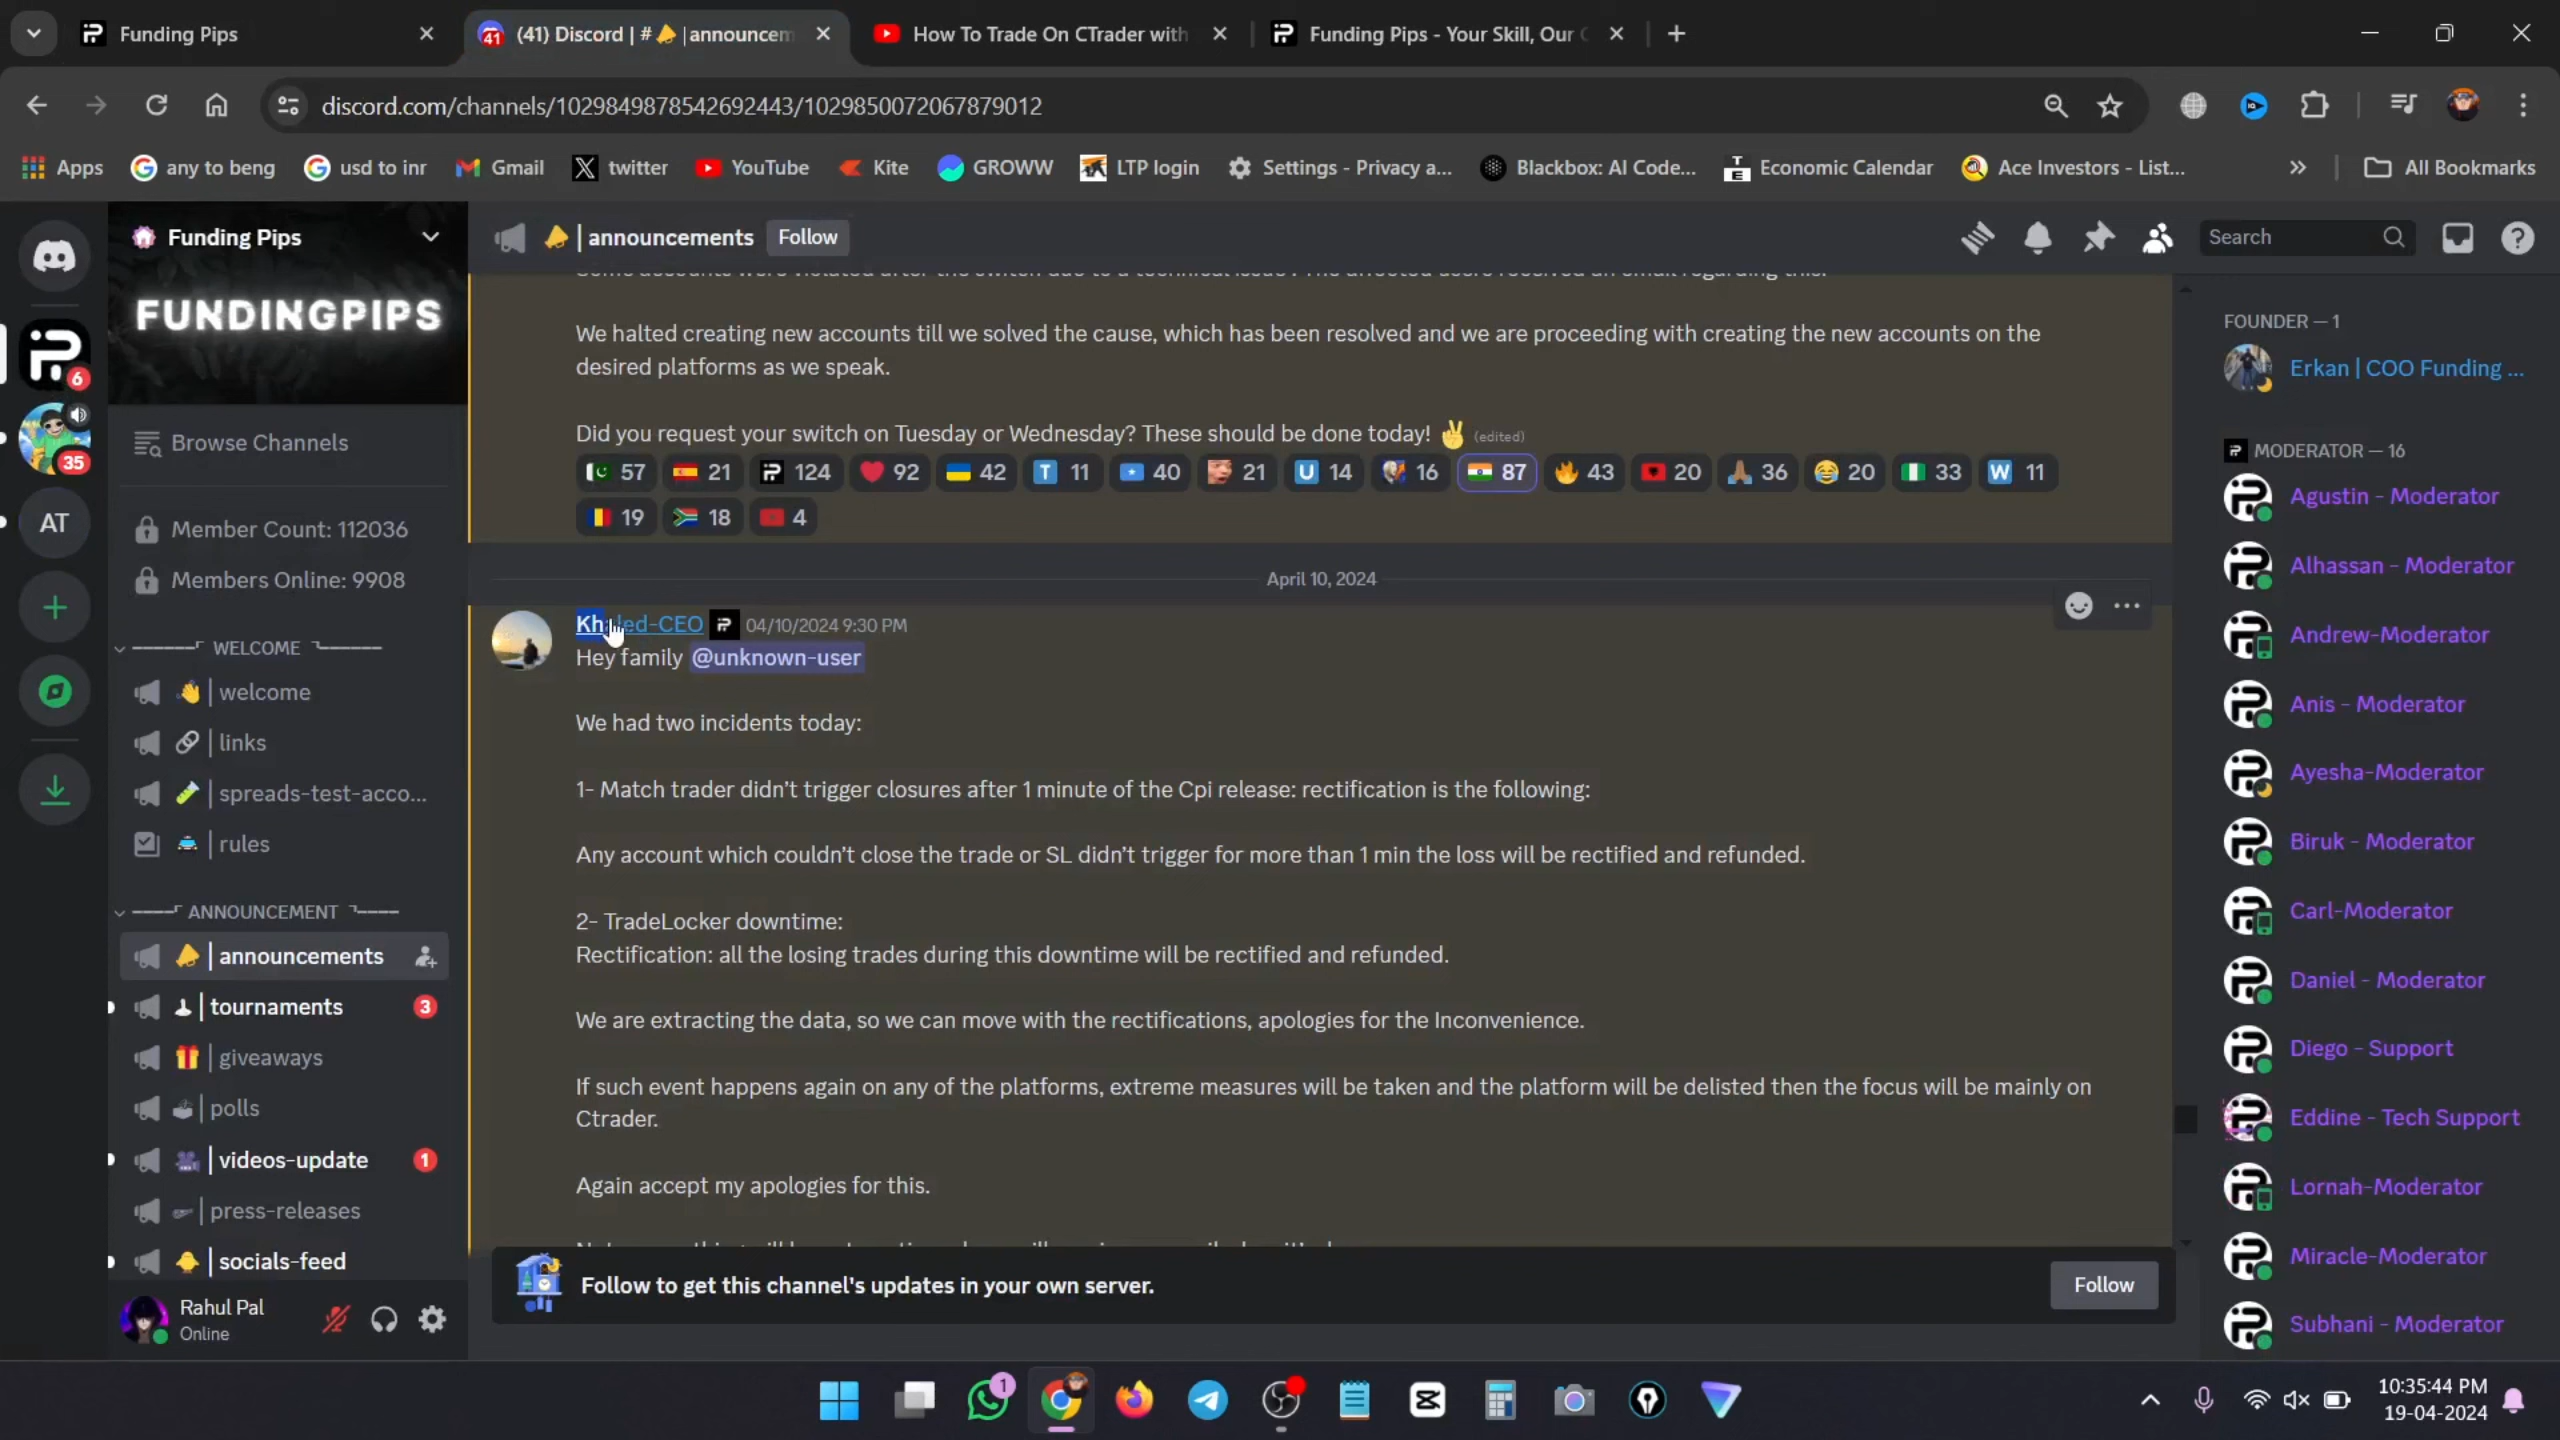 Funding Pips
(41) Discord | # | announcem
How To Trade On CTrader with
Funding Pips - Your Skill, Our C
discord.com/channels/1029849878542692443/1029850072067879012
Apps
any to beng
usd to inr
Gmail
twitter
YouTube
Kite
GROWW
LTP login
Settings - Privacy a...
Blackbox: AI Code...
Economic Calendar
Ace Investors - List...
All Bookmarks
Funding Pips
FUNDINGPIPS
6
35
AT
Browse Channels
Member Count: 112036
Members Online: 9908
WELCOME
| welcome
| links
| spreads-test-acco...
| rules
ANNOUNCEMENT
| announcements
| tournaments 3
| giveaways
| polls
| videos-update 1
| press-releases
| socials-feed
Rahul Pal
Online
| announcements Follow
Search
We halted creating new accounts till we solved the cause, which has been resolved and we are proceeding with creating the new accounts on the
desired platforms as we speak.
Did you request your switch on Tuesday or Wednesday? These should be done today! ✌️ (edited)
57 21 124 92 42 T 11 40 21 U 14 16 87 43 20 36 20 33 W 11
19 18 4
April 10, 2024
Khaled-CEO 04/10/2024 9:30 PM
Hey family @unknown-user
We had two incidents today:
1- Match trader didn't trigger closures after 1 minute of the Cpi release: rectification is the following:
Any account which couldn't close the trade or SL didn't trigger for more than 1 min the loss will be rectified and refunded.
2- TradeLocker downtime:
Rectification: all the losing trades during this downtime will be rectified and refunded.
We are extracting the data, so we can move with the rectifications, apologies for the Inconvenience.
If such event happens again on any of the platforms, extreme measures will be taken and the platform will be delisted then the focus will be mainly on
Ctrader.
Again accept my apologies for this.
Follow to get this channel's updates in your own server.
Follow
FOUNDER — 1
Erkan | COO Funding ...
MODERATOR — 16
Agustin - Moderator
Alhassan - Moderator
Andrew-Moderator
Anis - Moderator
Ayesha-Moderator
Biruk - Moderator
Carl-Moderator
Daniel - Moderator
Diego - Support
Eddine - Tech Support
Lornah-Moderator
Miracle-Moderator
Subhani - Moderator
1
10:35:44 PM
19-04-2024